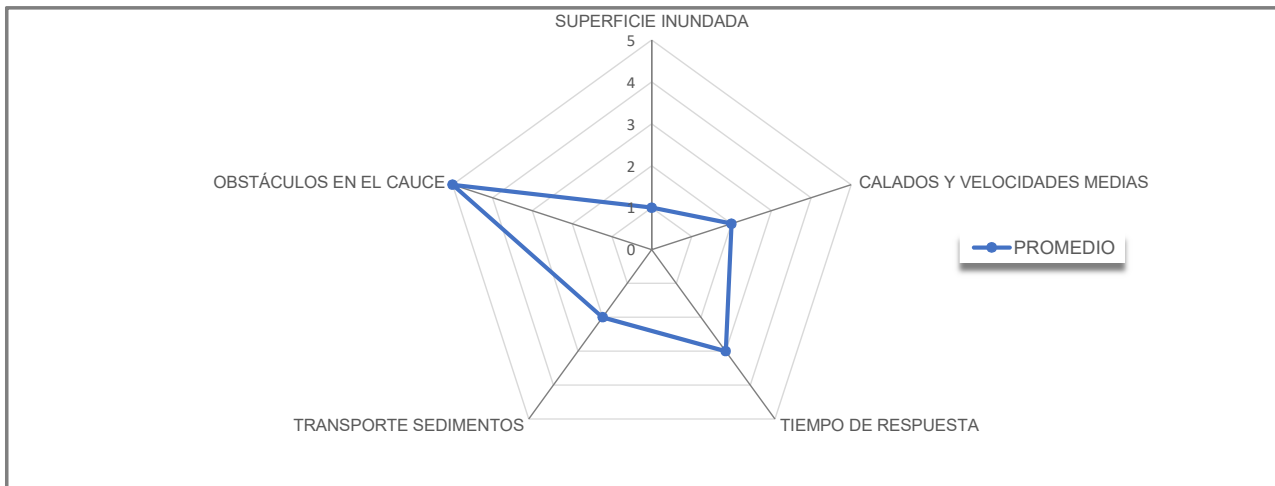 SUPERFICIE INUNDADA
5
4
3
2
1
0
OBSTÁCULOS EN EL CAUCE
CALADOS Y VELOCIDADES MEDIAS
PROMEDIO
TRANSPORTE SEDIMENTOS
TIEMPO DE RESPUESTA